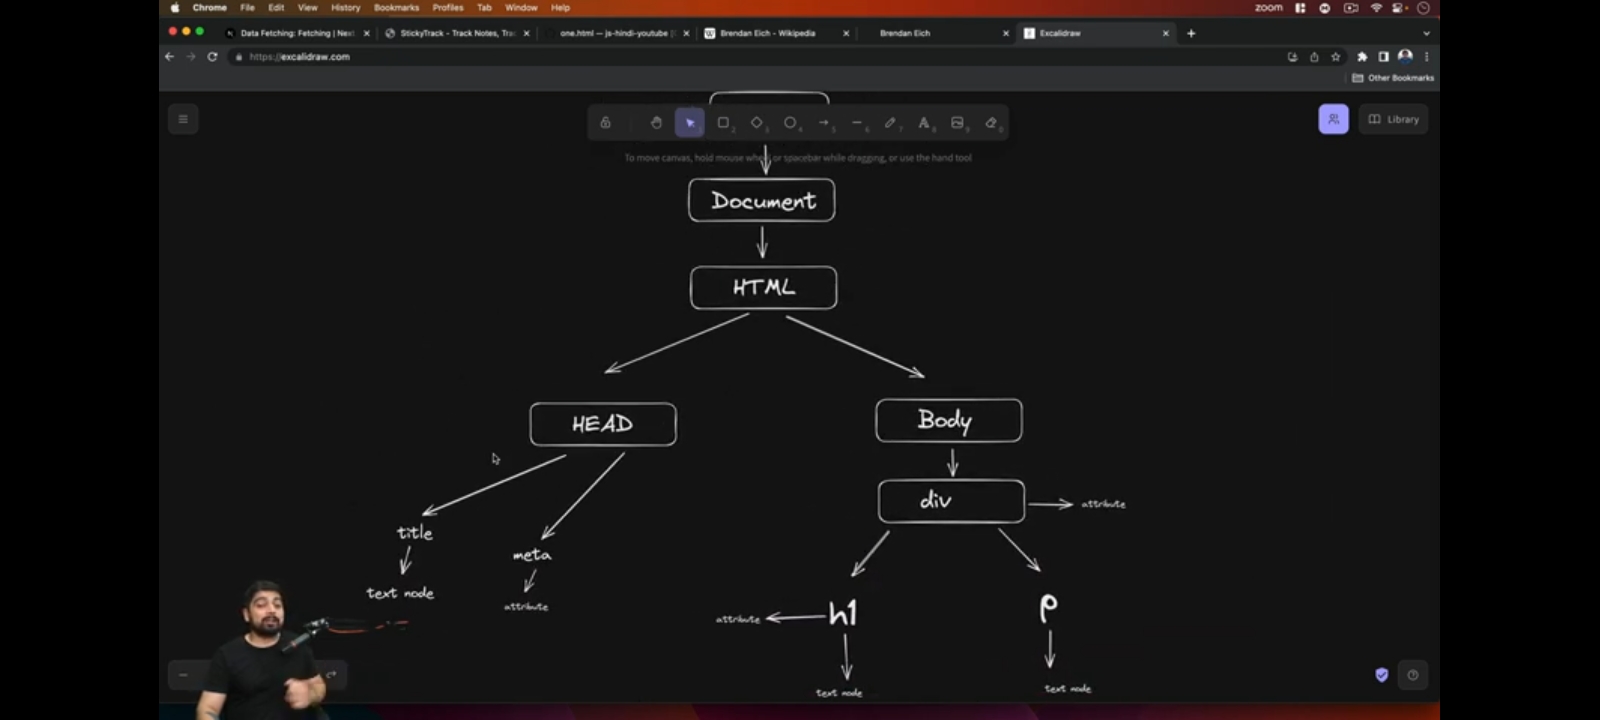 Chrome File Edit View History Bookmarks Profiles Tab Window Help zoom
Data Fetching: Fetching | Next StickyTrack - Track Notes, Trac one.html — js-hindi-youtube [ Brendan Eich - Wikipedia Brendan Eich Excalidraw
https://excalidraw.com
Other Bookmarks
Library
To move canvas, hold mouse wheel or spacebar while dragging, or use the hand tool
Document
HTML
HEAD
Body
div
attribute
title
meta
text node
attribute
attribute
h1
p
text node
text node